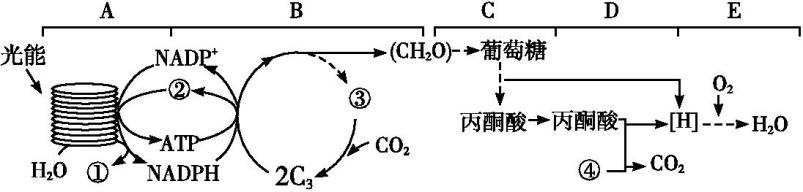 A B C D E
光能 NADP⁺ (CH₂O) 葡萄糖
② ③ O₂
ATP 丙酮酸 丙酮酸 [H] H₂O
H₂O ① NADPH 2C₃ CO₂ ④ CO₂